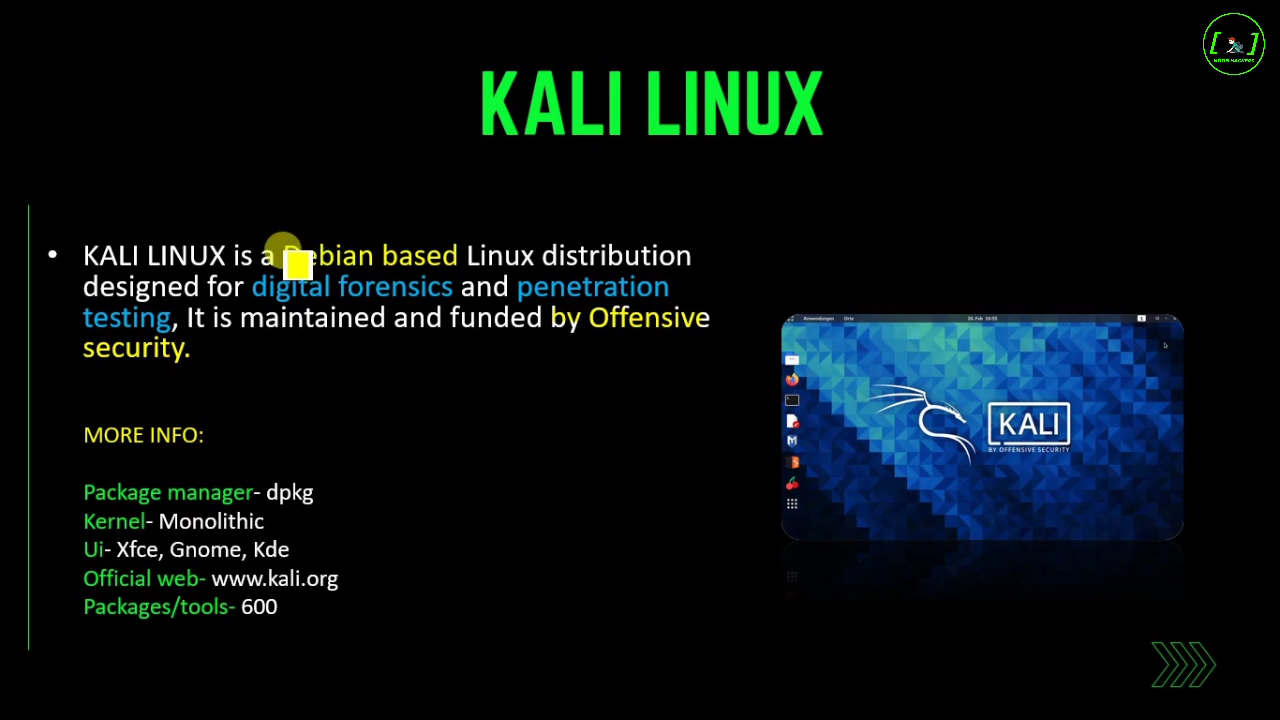 KALI LINUX
• KALI LINUX is a Debian based Linux distribution
designed for digital forensics and penetration
testing, It is maintained and funded by Offensive
security.
MORE INFO:
Package manager- dpkg
Kernel- Monolithic
Ui- Xfce, Gnome, Kde
Official web- www.kali.org
Packages/tools- 600
Anwendungen Orte
KALI
BY OFFENSIVE SECURITY